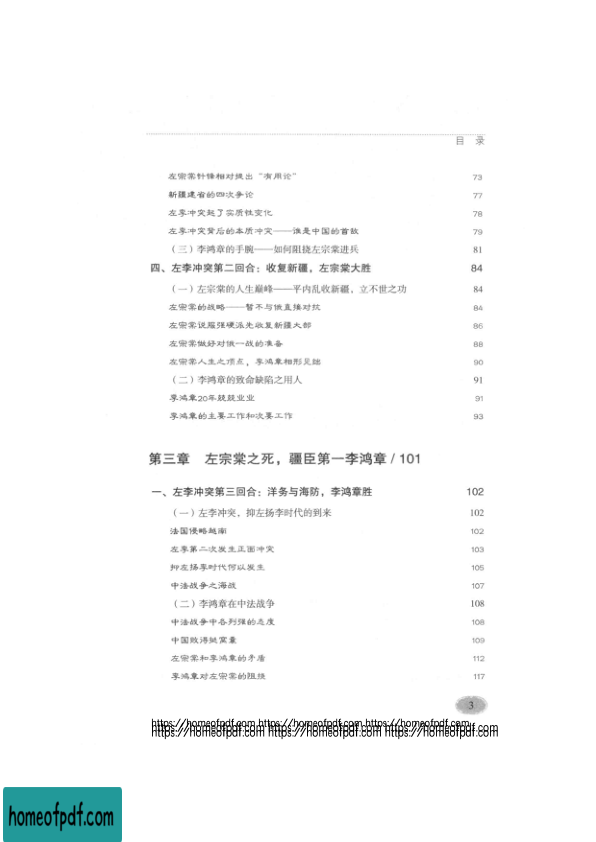 目 录
左宗棠针锋相对提出“有用论” 73
新疆建省的四次争论 77
左李冲突起了实质性变化 78
左李冲突背后的本质冲突——谁是中国的首敌 79
（三）李鸿章的手腕——如何阻挠左宗棠进兵 81
四、左李冲突第二回合：收复新疆，左宗棠大胜 84
（一）左宗棠的人生巅峰——平内乱收新疆，立不世之功 84
左宗棠的战略——暂不与俄直接对抗 84
左宗棠说服强硬派先收复新疆大部 86
左宗棠做好对俄一战的准备 88
左宗棠人生之顶点，李鸿章相形见绌 90
（二）李鸿章的致命缺陷之用人 91
李鸿章20年兢兢业业 91
李鸿章的主要工作和次要工作 93
第三章 左宗棠之死，疆臣第一李鸿章 / 101
一、左李冲突第三回合：洋务与海防，李鸿章胜 102
（一）左李冲突，抑左扬李时代的到来 102
法国侵略越南 102
左李第二次发生正面冲突 103
抑左扬李时代何以发生 105
中法战争之海战 107
（二）李鸿章在中法战争 108
中法战争中各列强的态度 108
中国败得挺窝囊 109
左宗棠和李鸿章的矛盾 112
李鸿章对左宗棠的阻挠 117
3
https://homeofpdf.com https://homeofpdf.com https://homeofpdf.com
https://homeofpdf.com https://homeofpdf.com https://homeofpdf.com
https://homeofpdf.com https://homeofpdf.com https://homeofpdf.com
homeofpdf.com